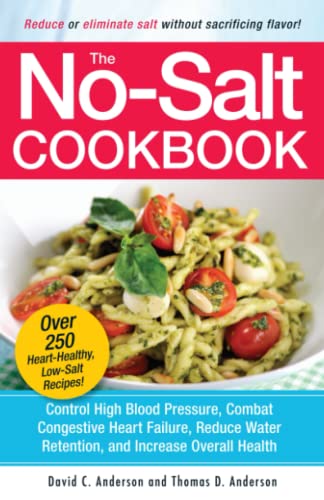 Reduce or eliminate salt without sacrificing flavor!
The
No-Salt
COOKBOOK
Over
250
Heart-Healthy,
Low-Salt
Recipes!
Control High Blood Pressure, Combat
Congestive Heart Failure, Reduce Water
Retention, and Increase Overall Health
David C. Anderson and Thomas D. Anderson